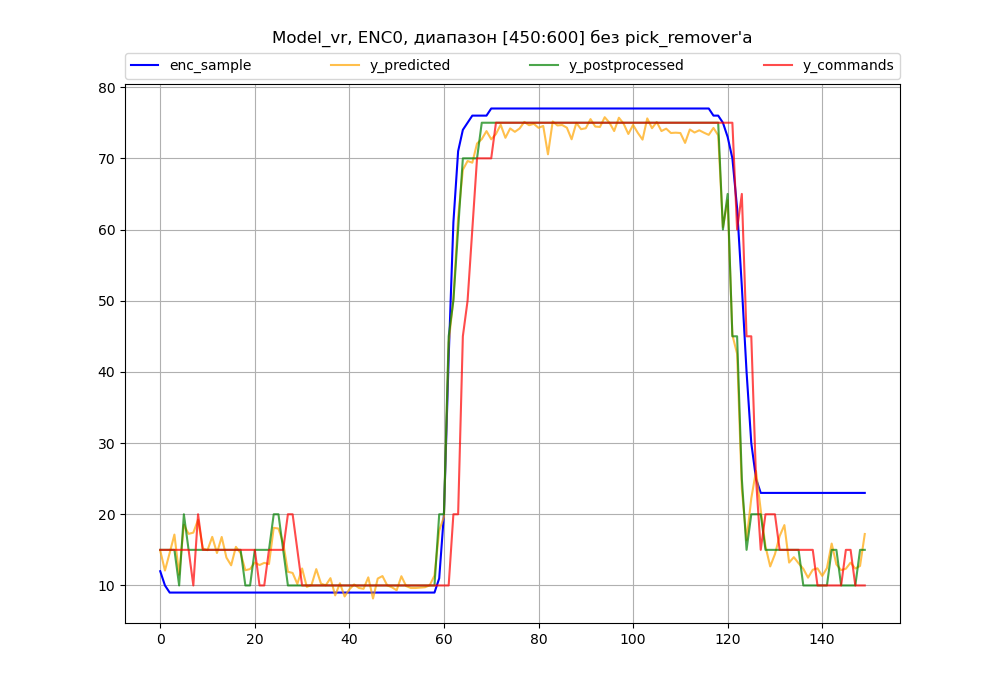 Model_vr, ENC0, диапазон [450:600] без pick_remover'а
enc_sample y_predicted y_postprocessed y_commands
80
70
60
50
40
30
20
10
0 20 40 60 80 100 120 140